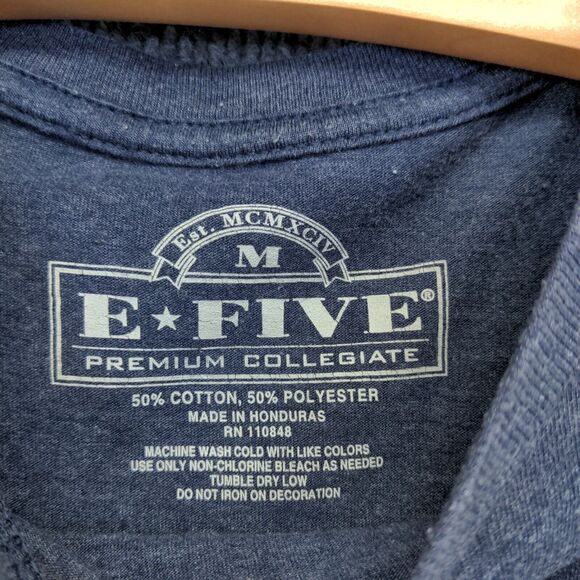 Est. MCMXCIV
M
E★FIVE®
PREMIUM COLLEGIATE
50% COTTON, 50% POLYESTER
MADE IN HONDURAS
RN 110848
MACHINE WASH COLD WITH LIKE COLORS
USE ONLY NON-CHLORINE BLEACH AS NEEDED
TUMBLE DRY LOW
DO NOT IRON ON DECORATION